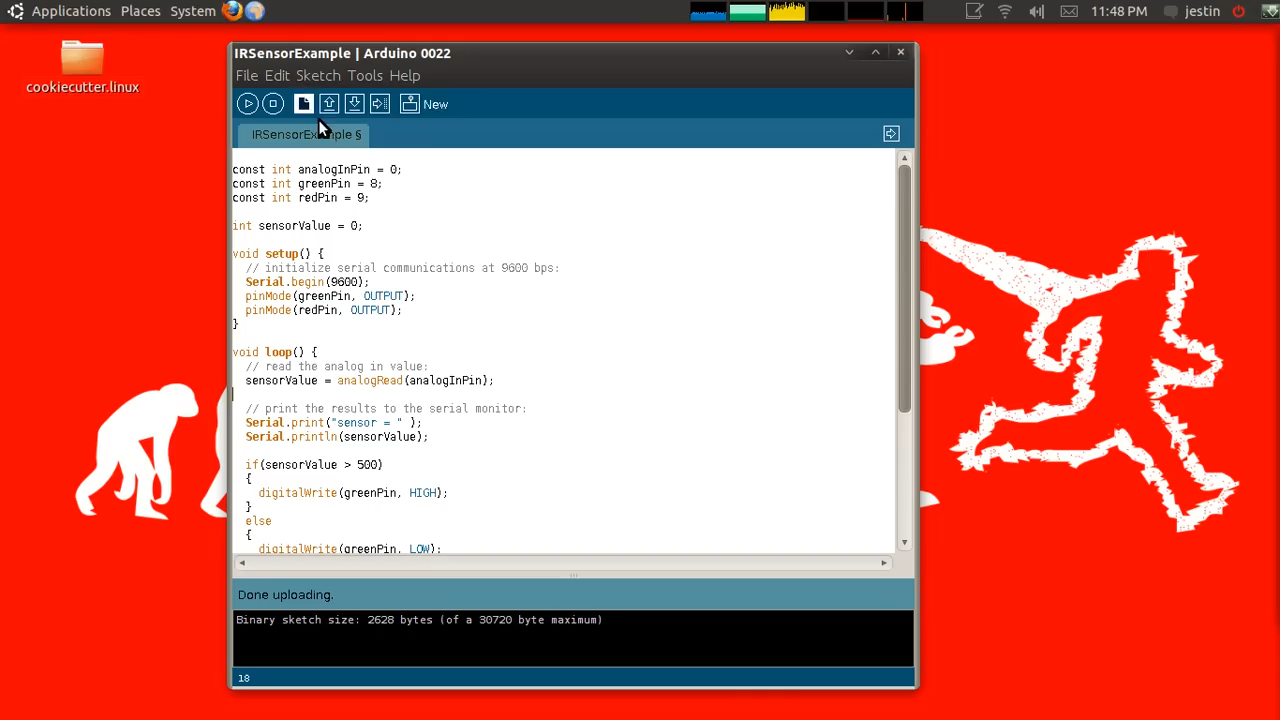 Applications Places System
11:48 PM jestin
cookiecutter.linux
IRSensorExample | Arduino 0022
File Edit Sketch Tools Help
New
IRSensorExample §
const int analogInPin = 0;
const int greenPin = 8;
const int redPin = 9;
int sensorValue = 0;
void setup() {
// initialize serial communications at 9600 bps:
Serial.begin(9600);
pinMode(greenPin, OUTPUT);
pinMode(redPin, OUTPUT);
}
void loop() {
// read the analog in value:
sensorValue = analogRead(analogInPin);
// print the results to the serial monitor:
Serial.print("sensor = " );
Serial.println(sensorValue);
if(sensorValue > 500)
{
digitalWrite(greenPin, HIGH);
}
else
{
digitalWrite(greenPin, LOW);
Done uploading.
Binary sketch size: 2628 bytes (of a 30720 byte maximum)
18